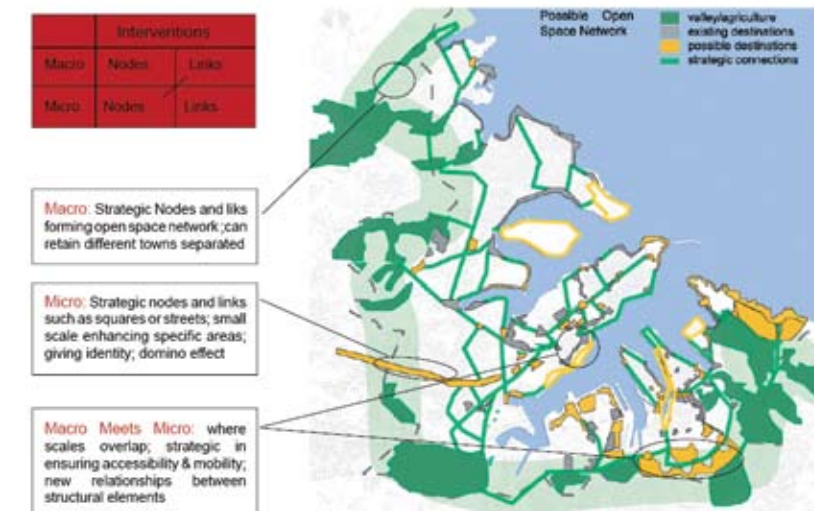 Interventions
Macro Nodes Links
Micro Nodes Links
Macro: Strategic Nodes and liks
forming open space network ;can
retain different towns separated
Micro: Strategic nodes and links
such as squares or streets; small
scale enhancing specific areas;
giving identity; domino effect
Macro Meets Micro: where
scales overlap; strategic in
ensuring accessibility & mobility;
new relationships between
structural elements
Possible Open
Space Network
valley/agriculture
existing destinations
possible destinations
strategic connections